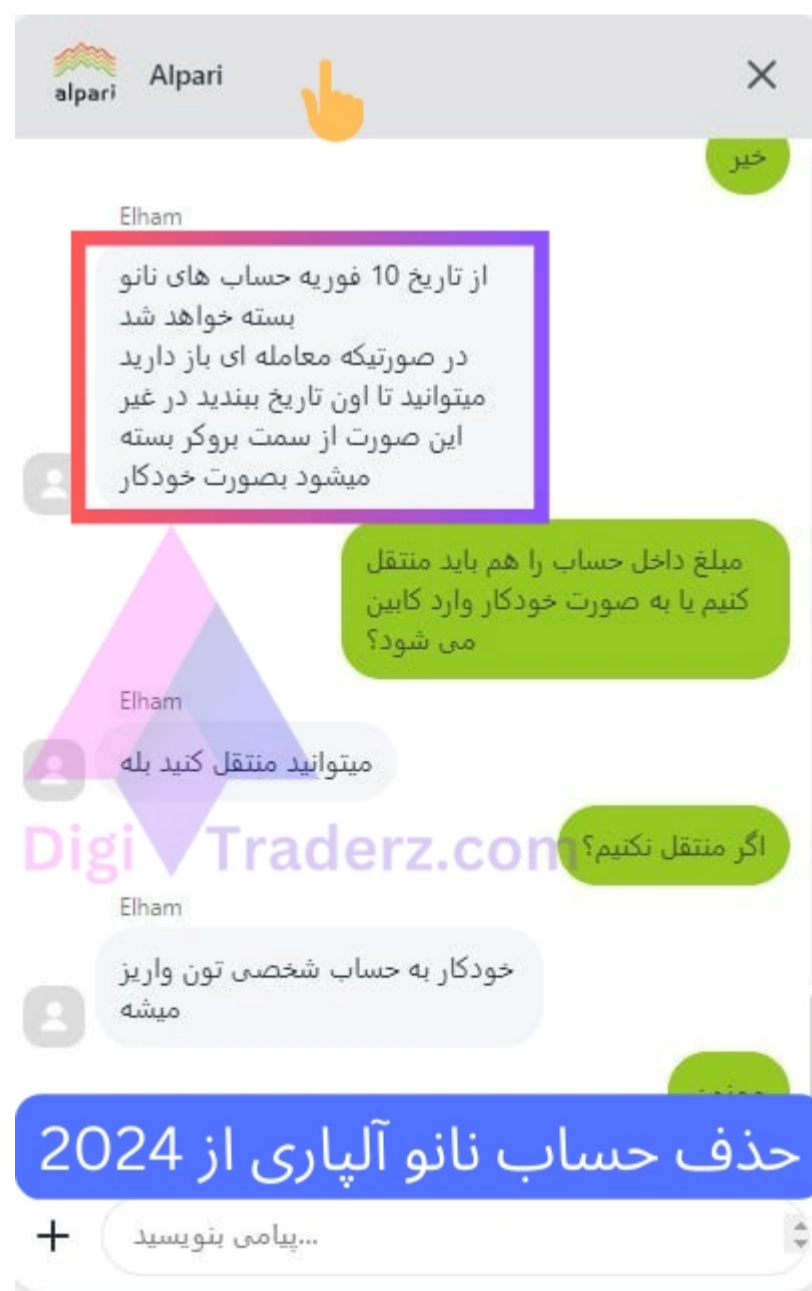 alpari
Alpari
خیر
Elham
از تاریخ 10 فوریه حساب های نانو
بسته خواهد شد
در صورتیکه معامله ای باز دارید
میتوانید تا اون تاریخ ببندید در غیر
این صورت از سمت بروکر بسته
میشود بصورت خودکار
مبلغ داخل حساب را هم باید منتقل
کنیم یا به صورت خودکار وارد کابین
می شود؟
Elham
میتوانید منتقل کنید بله
Digi Traderz.com
اگر منتقل نکنیم؟
Elham
خودکار به حساب شخصی تون واریز
میشه
حذف حساب نانو آلپاری از 2024
پیامی بنویسید...